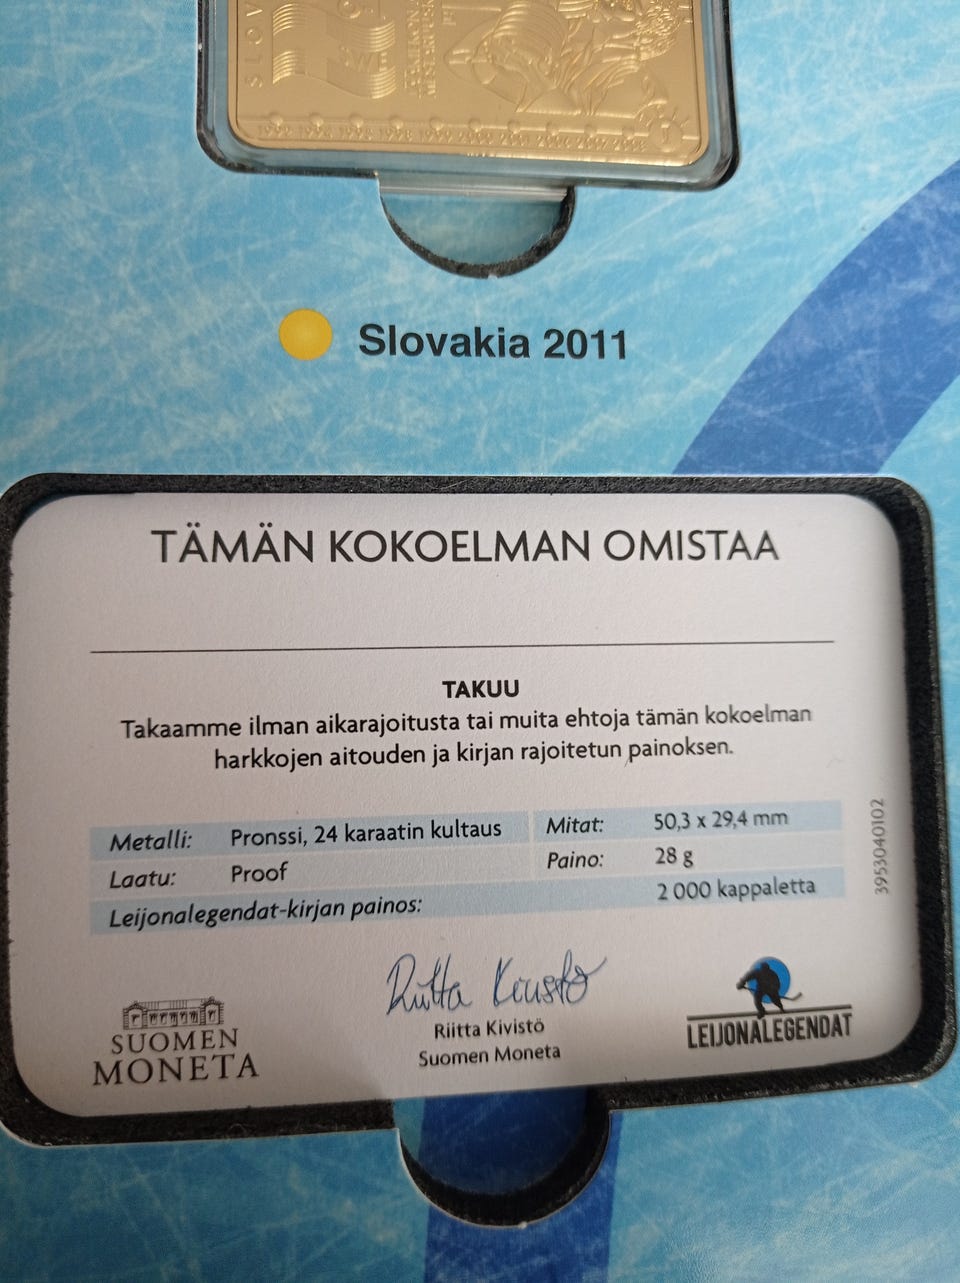 SLOV
Slovakia 2011
TÄMÄN KOKOELMAN OMISTAA
TAKUU
Takaamme ilman aikarajoitusta tai muita ehtoja tämän kokoelman
harkkojen aitouden ja kirjan rajoitetun painoksen.
Metalli: Pronssi, 24 karaatin kultaus Mitat: 50,3 x 29,4 mm
Laatu: Proof Paino: 28 g
Leijonalegendat-kirjan painos: 2 000 kappaletta
3953040102
Riitta Kivistö
Riitta Kivistö
Suomen Moneta
SUOMEN
MONETA
LEIJONALEGENDAT